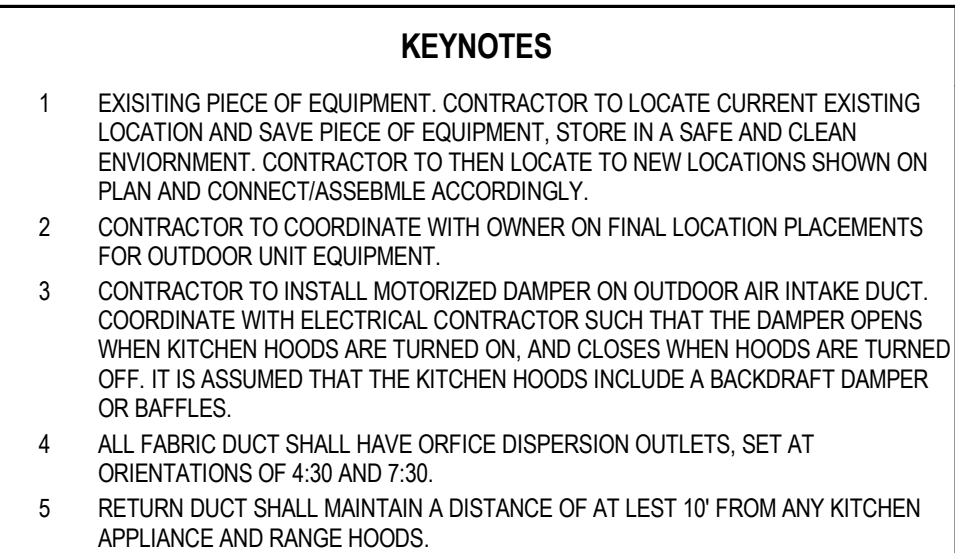 KEYNOTES
1 EXISITING PIECE OF EQUIPMENT. CONTRACTOR TO LOCATE CURRENT EXISTING
LOCATION AND SAVE PIECE OF EQUIPMENT, STORE IN A SAFE AND CLEAN
ENVIORNMENT. CONTRACTOR TO THEN LOCATE TO NEW LOCATIONS SHOWN ON
PLAN AND CONNECT/ASSEBMLE ACCORDINGLY.
2 CONTRACTOR TO COORDINATE WITH OWNER ON FINAL LOCATION PLACEMENTS
FOR OUTDOOR UNIT EQUIPMENT.
3 CONTRACTOR TO INSTALL MOTORIZED DAMPER ON OUTDOOR AIR INTAKE DUCT.
COORDINATE WITH ELECTRICAL CONTRACTOR SUCH THAT THE DAMPER OPENS
WHEN KITCHEN HOODS ARE TURNED ON, AND CLOSES WHEN HOODS ARE TURNED
OFF. IT IS ASSUMED THAT THE KITCHEN HOODS INCLUDE A BACKDRAFT DAMPER
OR BAFFLES.
4 ALL FABRIC DUCT SHALL HAVE ORFICE DISPERSION OUTLETS, SET AT
ORIENTATIONS OF 4:30 AND 7:30.
5 RETURN DUCT SHALL MAINTAIN A DISTANCE OF AT LEST 10' FROM ANY KITCHEN
APPLIANCE AND RANGE HOODS.